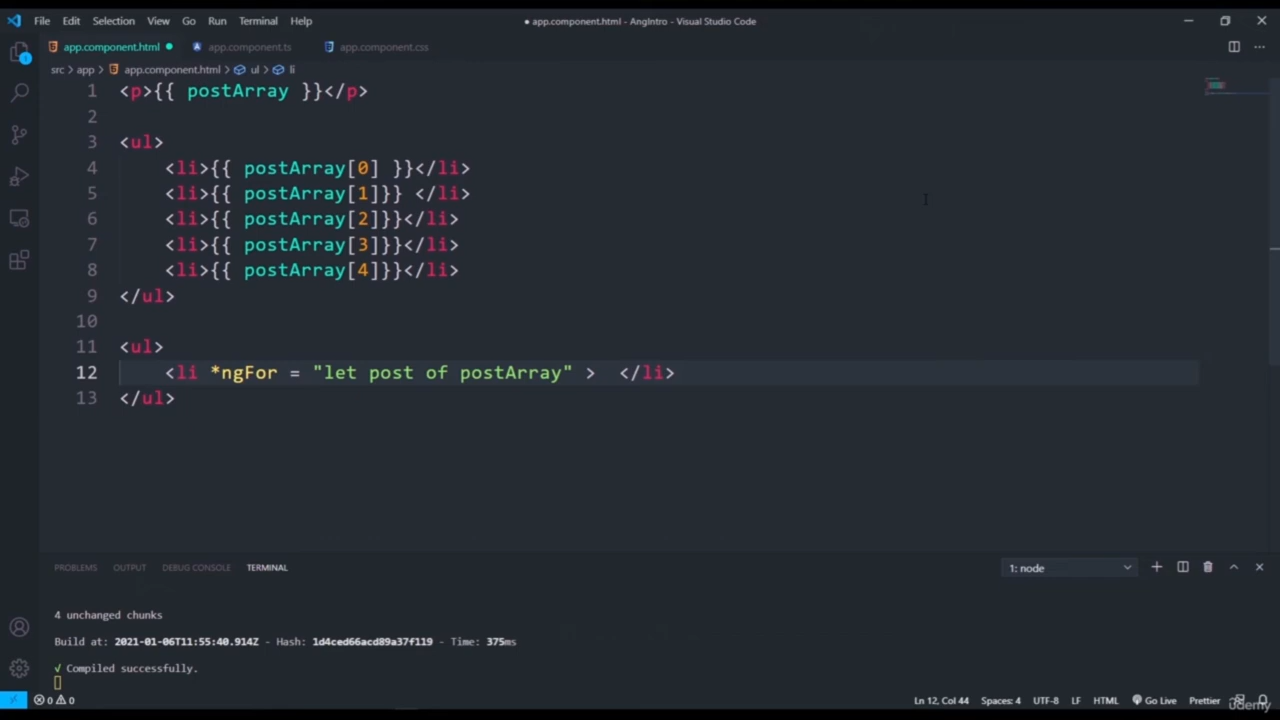 File Edit Selection View Go Run Terminal Help
● app.component.html - AngIntro - Visual Studio Code
app.component.html ● app.component.ts app.component.css
src > app > app.component.html > ul > li
1 <p>{{ postArray }}</p>
2
3 <ul>
4 <li>{{ postArray[0] }}</li>
5 <li>{{ postArray[1]}} </li>
6 <li>{{ postArray[2]}}</li>
7 <li>{{ postArray[3]}}</li>
8 <li>{{ postArray[4]}}</li>
9 </ul>
10
11 <ul>
12 <li *ngFor = "let post of postArray" >  </li>
13 </ul>
PROBLEMS OUTPUT DEBUG CONSOLE TERMINAL 1: node
4 unchanged chunks
Build at: 2021-01-06T11:55:40.914Z - Hash: 1d4ced66acd89a37f119 - Time: 375ms
√ Compiled successfully.
0 0 Ln 12, Col 44 Spaces: 4 UTF-8 LF HTML Go Live Prettier
udemy